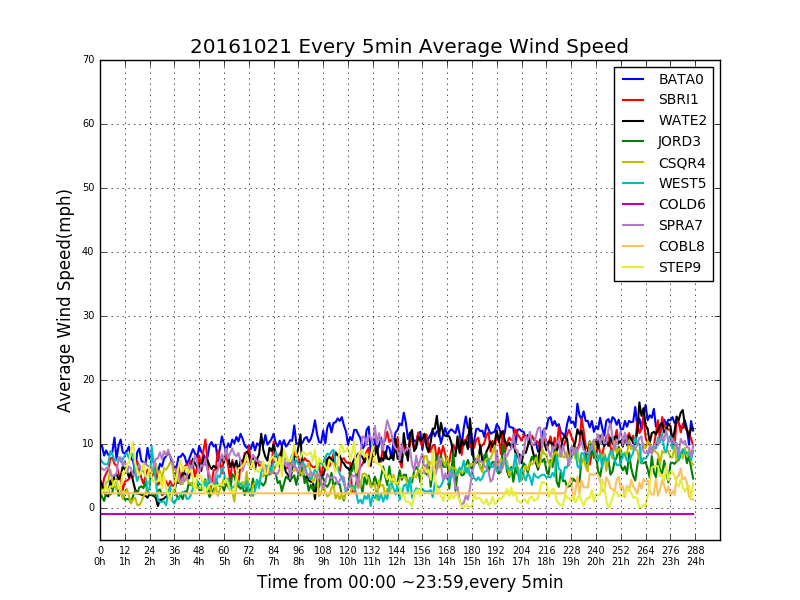 20161021 Every 5min Average Wind Speed
Average Wind Speed(mph)
70
60
50
40
30
20
10
0
BATA0
SBRI1
WATE2
JORD3
CSQR4
WEST5
COLD6
SPRA7
COBL8
STEP9
0 12 24 36 48 60 72 84 96 108 120 132 144 156 168 180 192 204 216 228 240 252 264 276 288
0h 1h 2h 3h 4h 5h 6h 7h 8h 9h 10h 11h 12h 13h 14h 15h 16h 17h 18h 19h 20h 21h 22h 23h 24h
Time from 00:00 ~23:59,every 5min